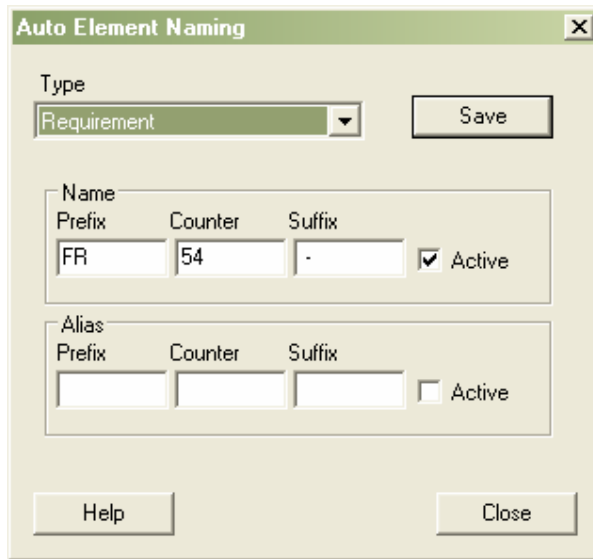 Auto Element Naming
Type
Requirement
Save
Name
Prefix Counter Suffix
FR 54 - Active
Alias
Prefix Counter Suffix
Active
Help Close